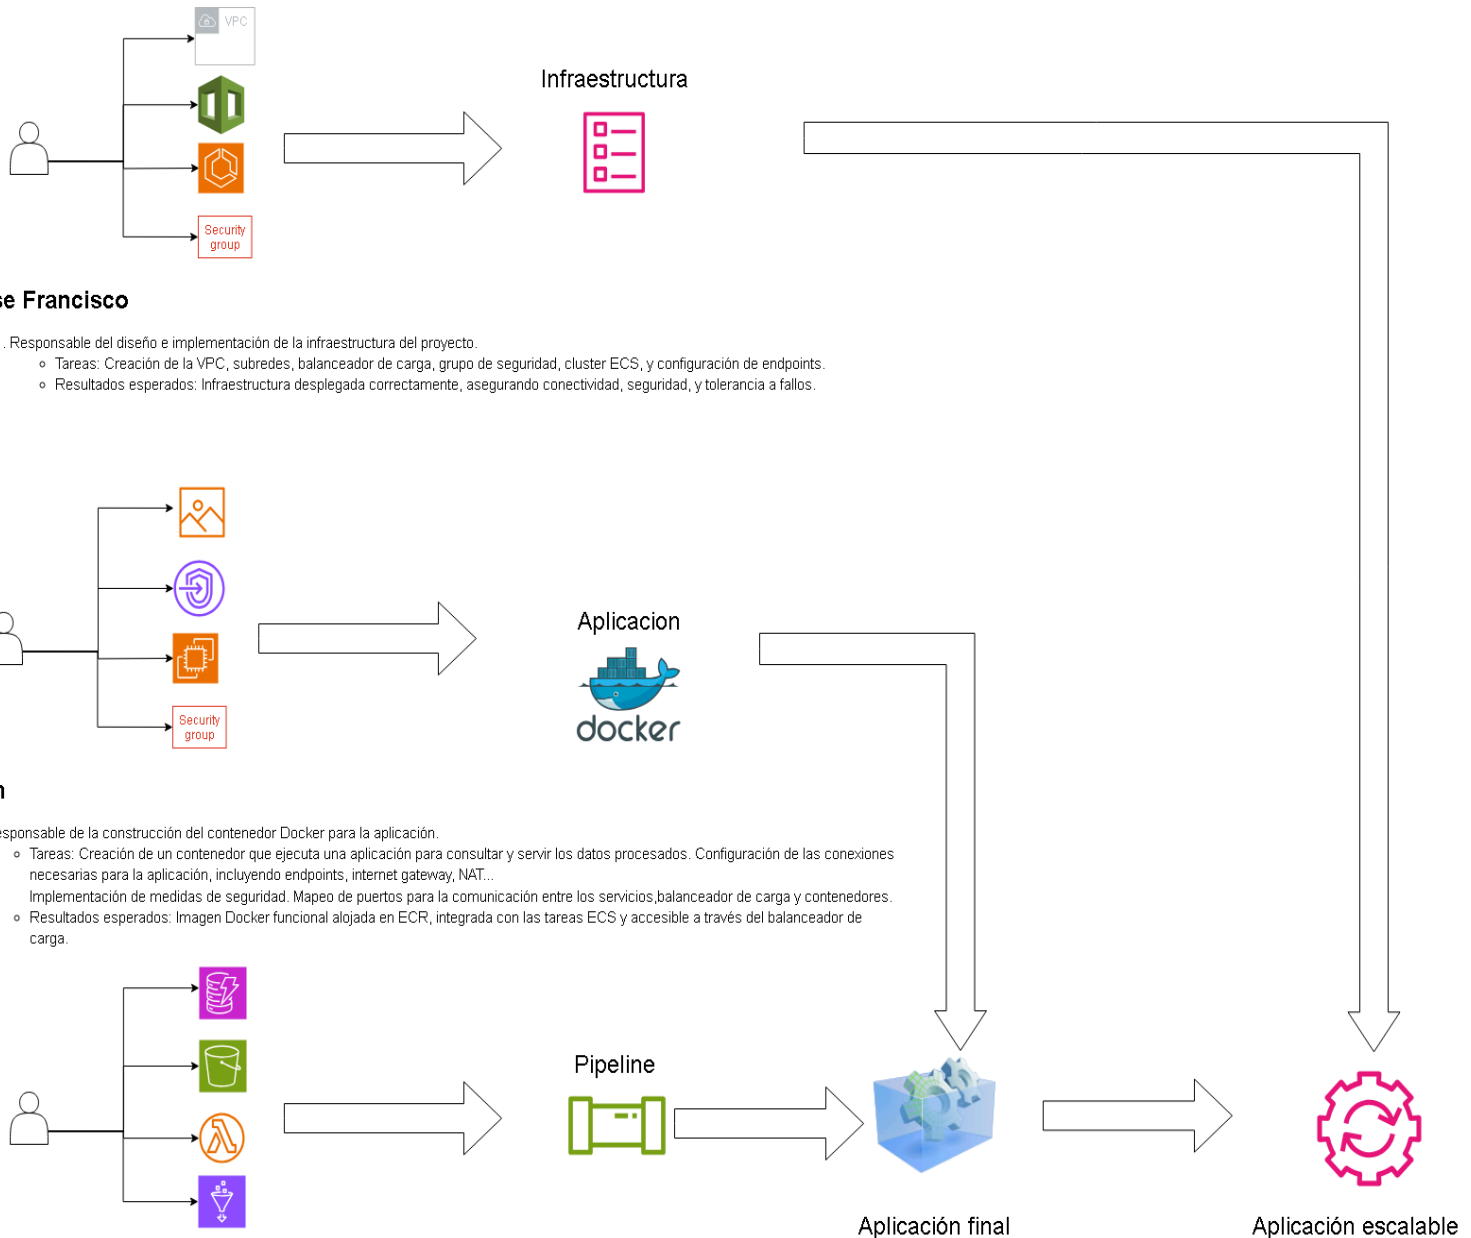 VPC
Infraestructura
Security
group
se Francisco
. Responsable del diseño e implementación de la infraestructura del proyecto.
Tareas: Creación de la VPC, subredes, balanceador de carga, grupo de seguridad, cluster ECS, y configuración de endpoints.
Resultados esperados: Infraestructura desplegada correctamente, asegurando conectividad, seguridad, y tolerancia a fallos.
Aplicacion
docker
Security
group
n
esponsable de la construcción del contenedor Docker para la aplicación.
Tareas: Creación de un contenedor que ejecuta una aplicación para consultar y servir los datos procesados. Configuración de las conexiones
necesarias para la aplicación, incluyendo endpoints, internet gateway, NAT...
Implementación de medidas de seguridad. Mapeo de puertos para la comunicación entre los servicios,balanceador de carga y contenedores.
Resultados esperados: Imagen Docker funcional alojada en ECR, integrada con las tareas ECS y accesible a través del balanceador de
carga.
Pipeline
Aplicación final
Aplicación escalable